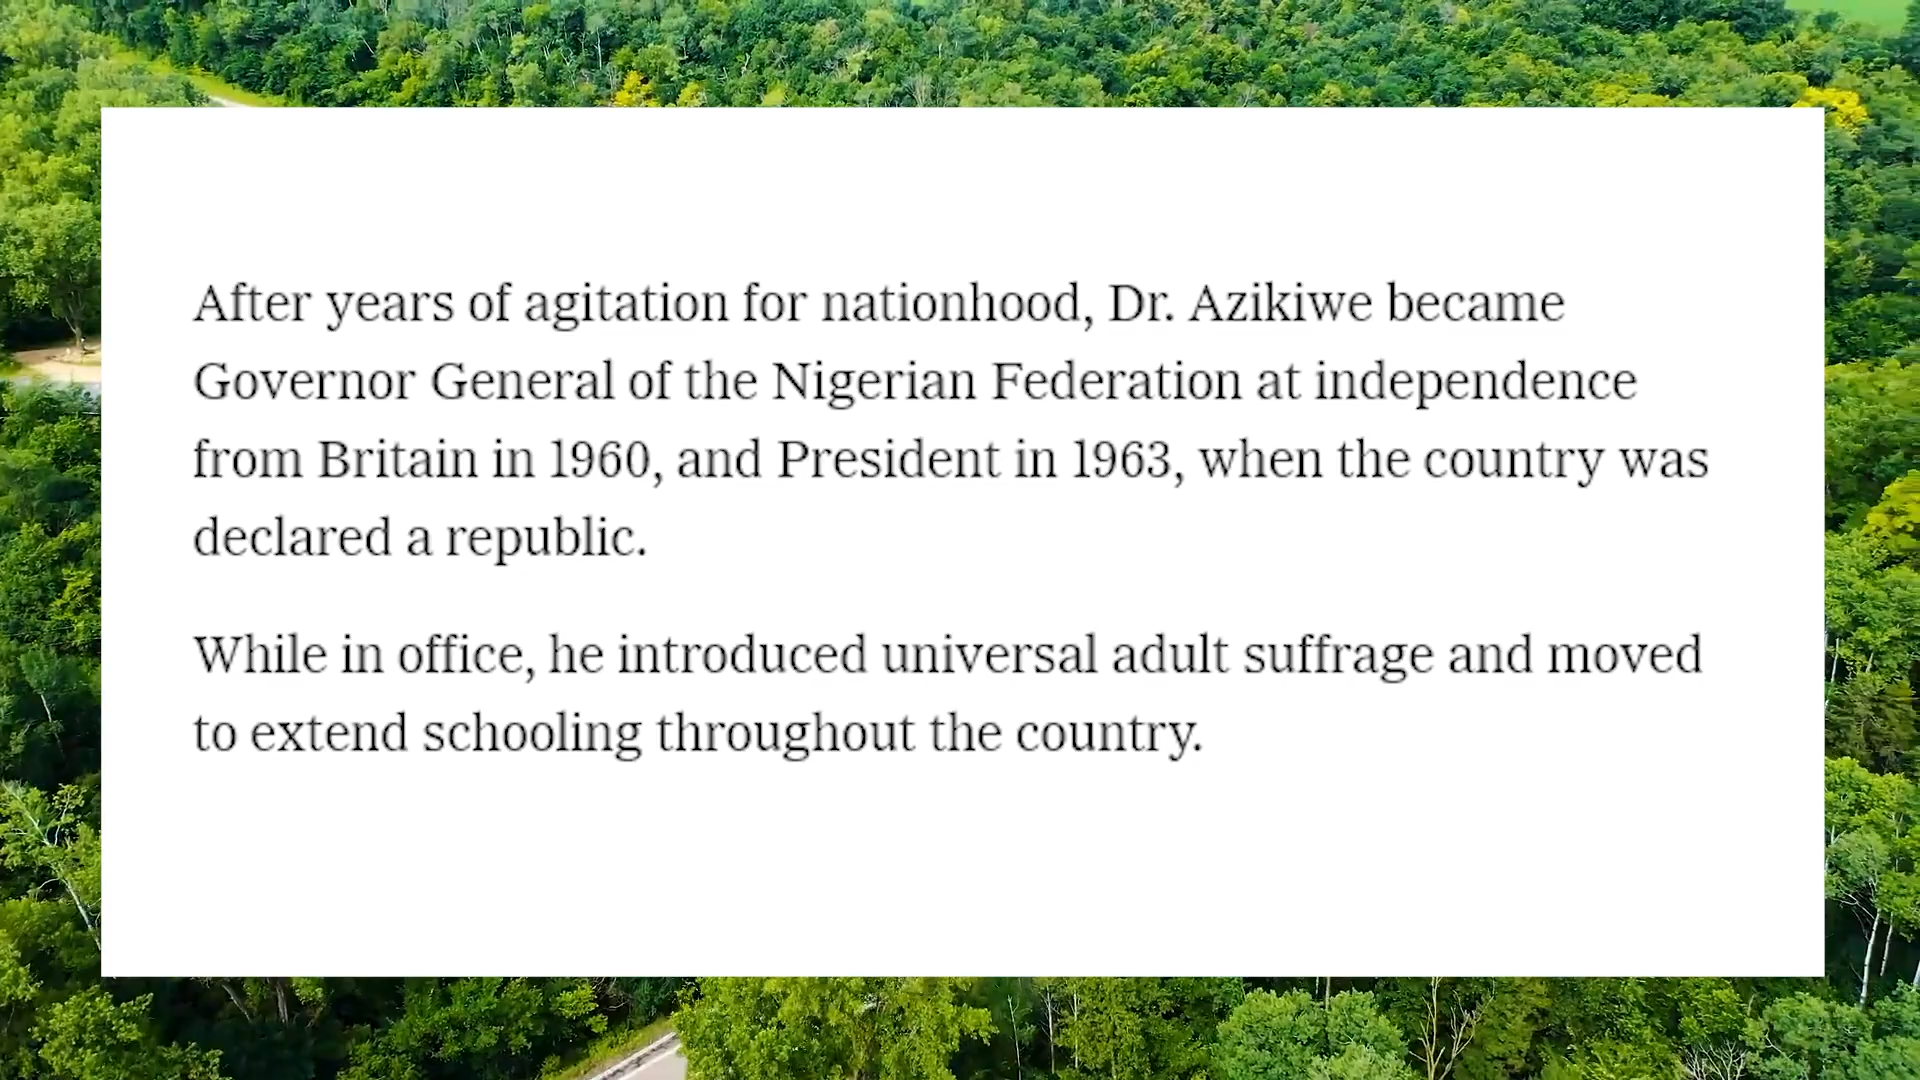 After years of agitation for nationhood, Dr. Azikiwe became
Governor General of the Nigerian Federation at independence
from Britain in 1960, and President in 1963, when the country was
declared a republic.
While in office, he introduced universal adult suffrage and moved
to extend schooling throughout the country.